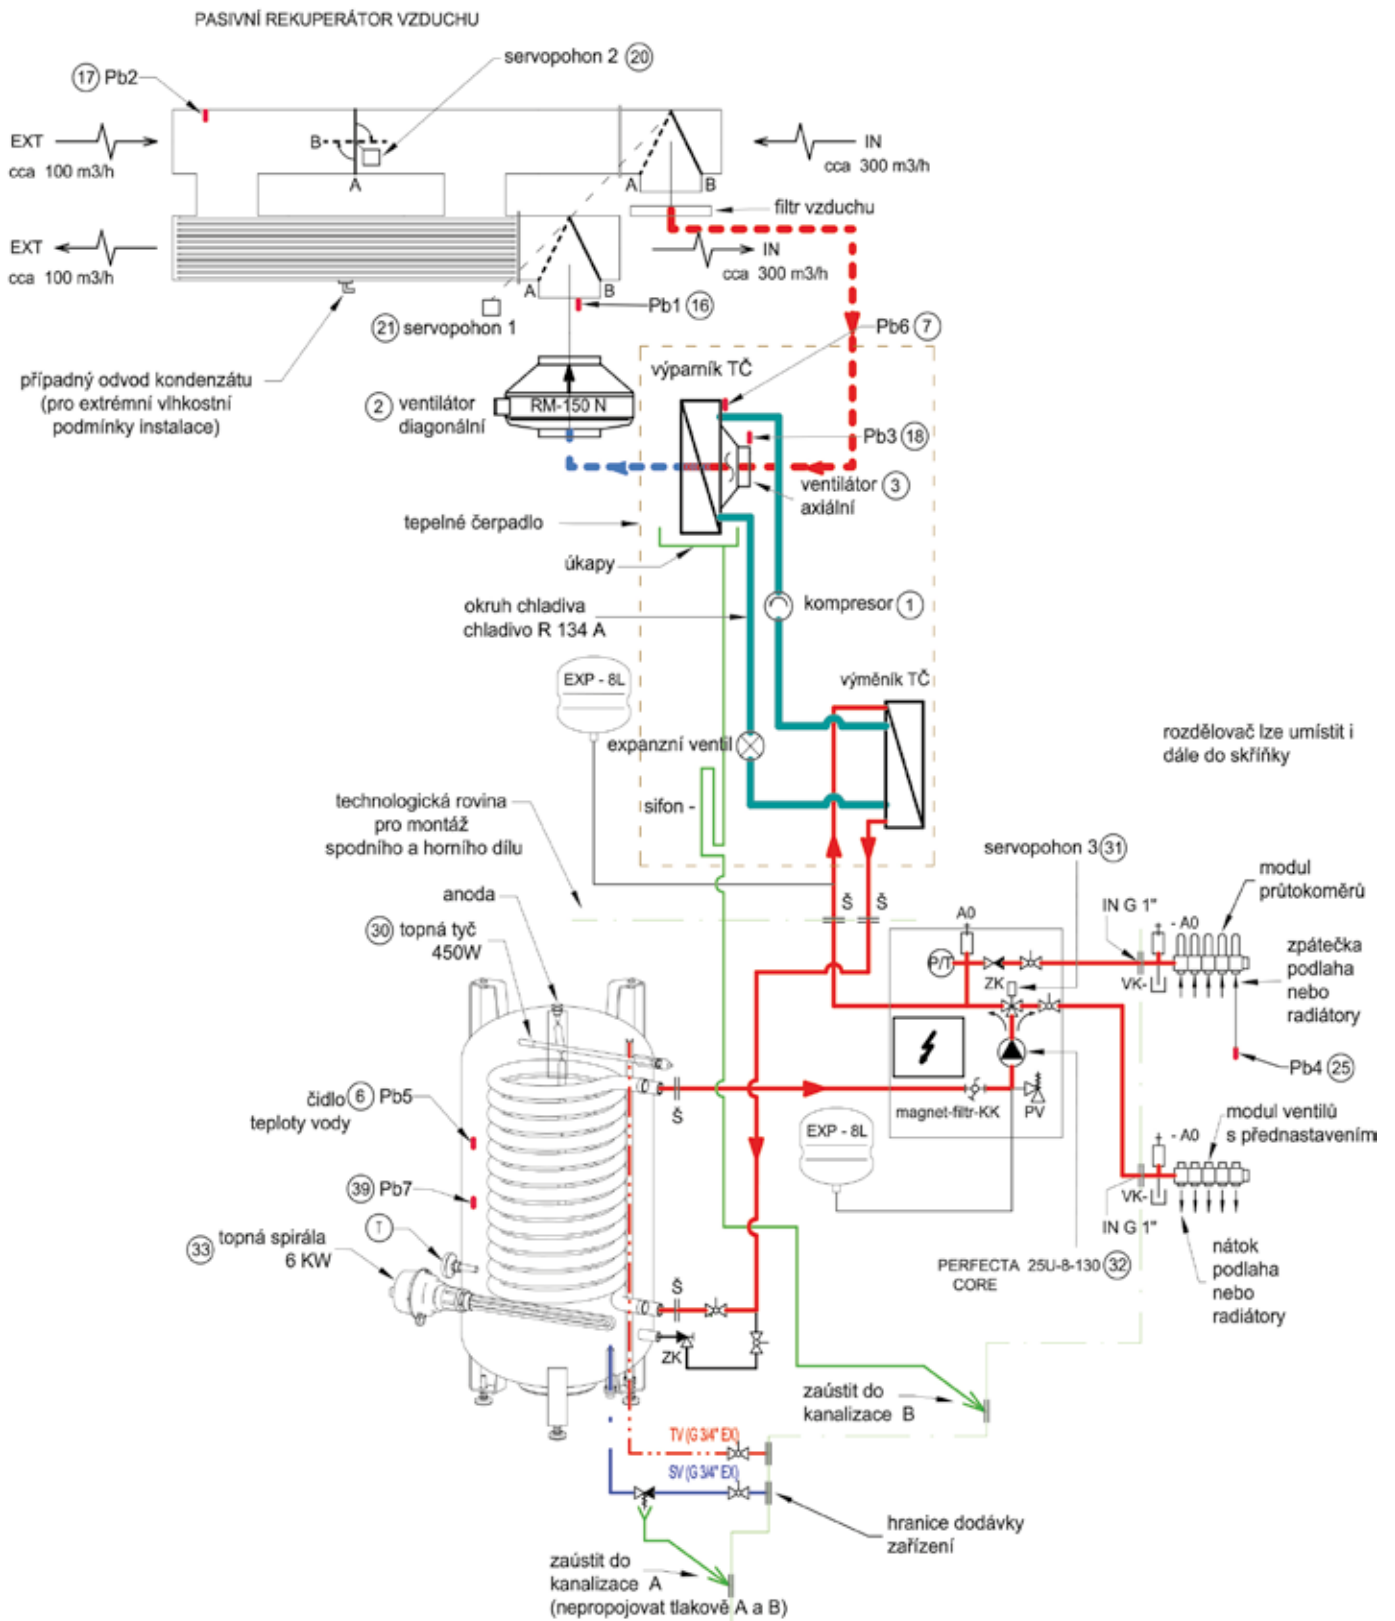 PASIVNÍ REKUPERÁTOR VZDUCHU
servopohon 2 20
17 Pb2
EXT
cca 100 m3/h
B
A
A
B
IN
cca 300 m3/h
filtr vzduchu
EXT
cca 100 m3/h
IN
cca 300 m3/h
A
B
Pb1 16
21 servopohon 1
Pb6 7
případný odvod kondenzátu
(pro extrémní vlhkostní
podmínky instalace)
výparník TČ
2 ventilátor
diagonální
RM-150 N
Pb3 18
ventilátor 3
axiální
tepelné čerpadlo
úkapy
okruh chladiva
chladivo R 134 A
kompresor 1
EXP - 8L
výměník TČ
expanzní ventil
rozdělovač lze umístit i
dále do skříňky
sifon -
technologická rovina
pro montáž
spodního a horního dílu
servopohon 3 31
modul
průtokoměrů
anoda
Š
Š
A0
IN G 1"
- A0
30 topná tyč
450W
P/T
ZK
VK-
zpátečka
podlaha
nebo
radiátory
Pb4 25
čidlo 6 Pb5
teploty vody
Š
magnet-filtr-KK
PV
EXP - 8L
modul ventilů
s přednastavením
- A0
39 Pb7
T
VK-
IN G 1"
33 topná spirála
6 KW
Š
ZK
PERFECTA 25U-8-130 32
CORE
nátok
podlaha
nebo
radiátory
zaústit do
kanalizace B
TV (G 3/4" EX)
SV (G 3/4" EX)
hranice dodávky
zařízení
zaústit do
kanalizace A
(nepropojovat tlakově A a B)